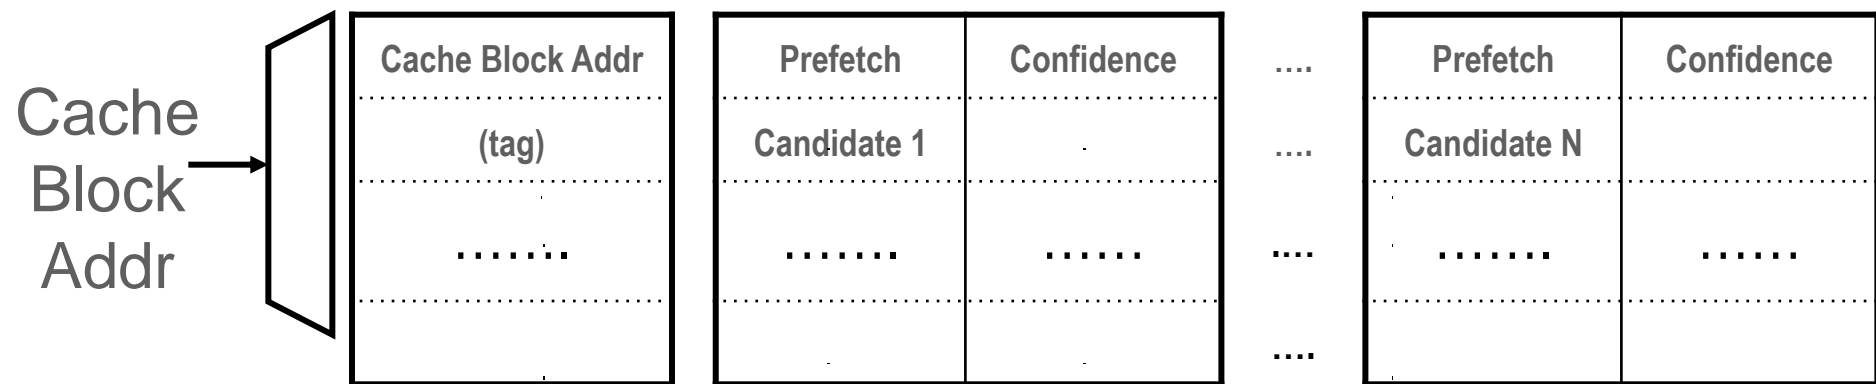 Cache
Block
Addr
Cache Block Addr Prefetch Confidence .... Prefetch Confidence
(tag) Candidate 1 .... Candidate N
....... ....... ...... .... ....... ......
....